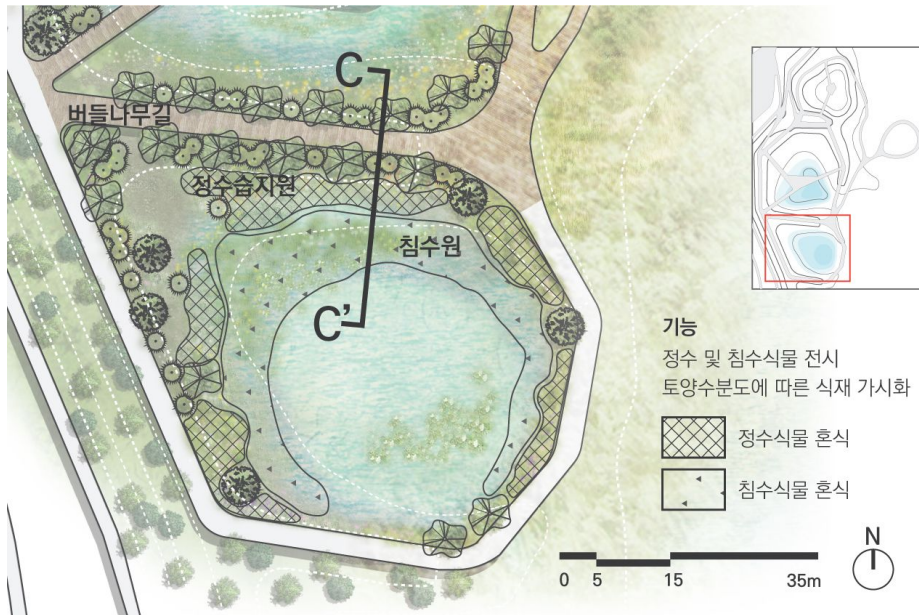 C
버들나무길
정수습지원
침수원
C'
기능
정수 및 침수식물 전시
토양수분도에 따른 식재 가시화
정수식물 혼식
침수식물 혼식
N
0 5 15 35m